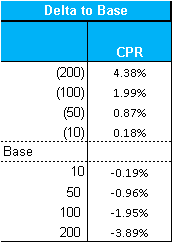 Delta to Base
CPR
(200) 4.38%
(100) 1.99%
(50) 0.87%
(10) 0.18%
Base
10 -0.19%
50 -0.96%
100 -1.95%
200 -3.89%